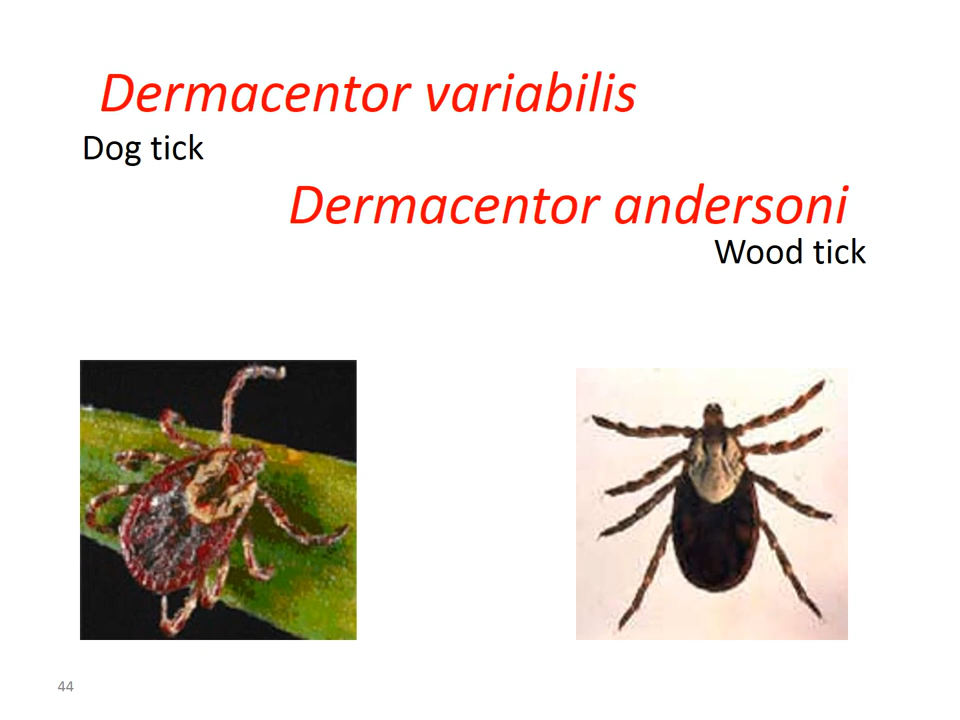 Dermacentor variabilis
Dog tick
Dermacentor andersoni
Wood tick
44